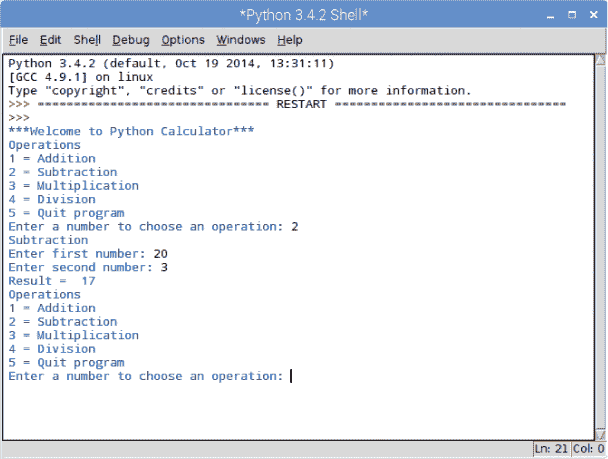 *Python 3.4.2 Shell*
File Edit Shell Debug Options Windows Help
Python 3.4.2 (default, Oct 19 2014, 13:31:11)
[GCC 4.9.1] on linux
Type "copyright", "credits" or "license()" for more information.
>>> ================================ RESTART ================================
>>>
***Welcome to Python Calculator***
Operations
1 = Addition
2 = Subtraction
3 = Multiplication
4 = Division
5 = Quit program
Enter a number to choose an operation: 2
Subtraction
Enter first number: 20
Enter second number: 3
Result =  17
Operations
1 = Addition
2 = Subtraction
3 = Multiplication
4 = Division
5 = Quit program
Enter a number to choose an operation:
Ln: 21 Col: 0